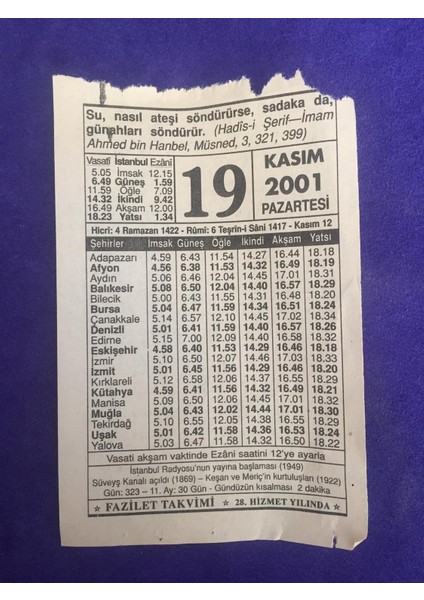 Su, nasıl ateşi söndürürse, sadaka da,
günahları söndürür. (Hadîs-i Şerif—İmam
Ahmed bin Hanbel, Müsned, 3, 321, 399)
Vasatî İstanbul Ezânî
5.05 İmsak 12.15
6.49 Güneş 1.59
11.59 Öğle 7.09
14.32 İkindi 9.42
16.49 Akşam 12.00
18.23 Yatsı 1.34
19
KASIM
2001
PAZARTESİ
Hicrî: 4 Ramazan 1422 - Rûmî: 6 Teşrîn-i Sâni 1417 - Kasım 12
Şehirler İmsak Güneş Öğle İkindi Akşam Yatsı
Adapazarı 4.59 6.43 11.54 14.27 16.44 18.18
Afyon 4.56 6.38 11.53 14.32 16.49 18.19
Aydın 5.06 6.46 12.04 14.45 17.01 18.31
Balıkesir 5.08 6.50 12.04 14.40 16.57 18.29
Bilecik 5.00 6.43 11.55 14.31 16.48 18.20
Bursa 5.04 6.47 11.59 14.34 16.51 18.24
Çanakkale 5.14 6.57 12.10 14.45 17.02 18.34
Denizli 5.01 6.41 11.59 14.40 16.57 18.26
Edirne 5.15 7.00 12.09 14.40 16.58 18.32
Eskişehir 4.58 6.40 11.53 14.29 16.46 18.18
İzmir 5.10 6.50 12.07 14.46 17.03 18.33
İzmit 5.01 6.45 11.56 14.29 16.46 18.20
Kırklareli 5.12 6.58 12.06 14.37 16.55 18.29
Kütahya 4.59 6.41 11.56 14.32 16.49 18.21
Manisa 5.09 6.50 12.06 14.45 17.02 18.32
Muğla 5.04 6.43 12.02 14.44 17.01 18.30
Tekirdağ 5.10 6.55 12.05 14.38 16.55 18.29
Uşak 5.01 6.42 11.58 14.36 16.53 18.24
Yalova 5.03 6.47 11.58 14.32 16.50 18.22
Vasati akşam vaktinde Ezânî saatini 12'ye ayarla
İstanbul Radyosu'nun yayına başlaması (1949)
Süveyş Kanalı açıldı (1869) – Keşan ve Meriç'in kurtuluşları (1922)
Gün: 323 – 11. Ay: 30 Gün - Gündüzün kısalması 2 dakika
★ FAZİLET TAKVİMİ ★ 28. HİZMET YILINDA ★